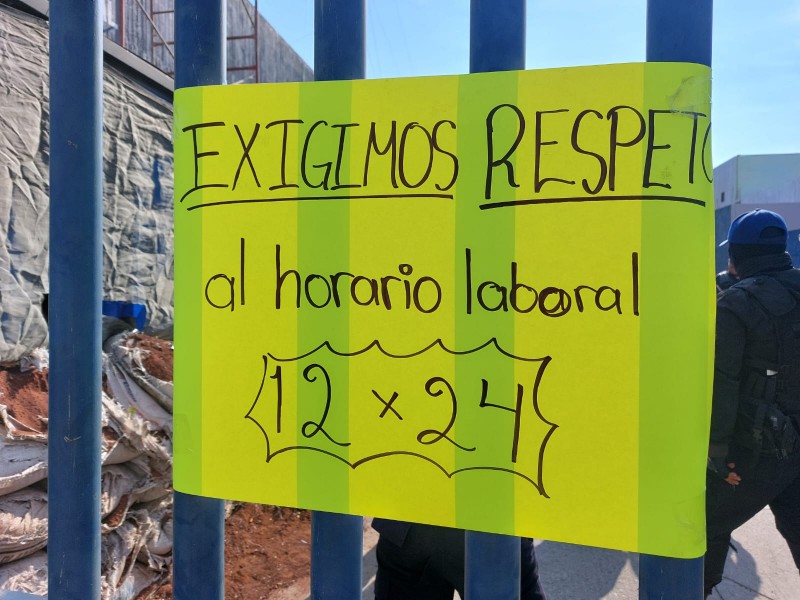 EXIGIMOS RESPETO
al horario laboral
12 x 24